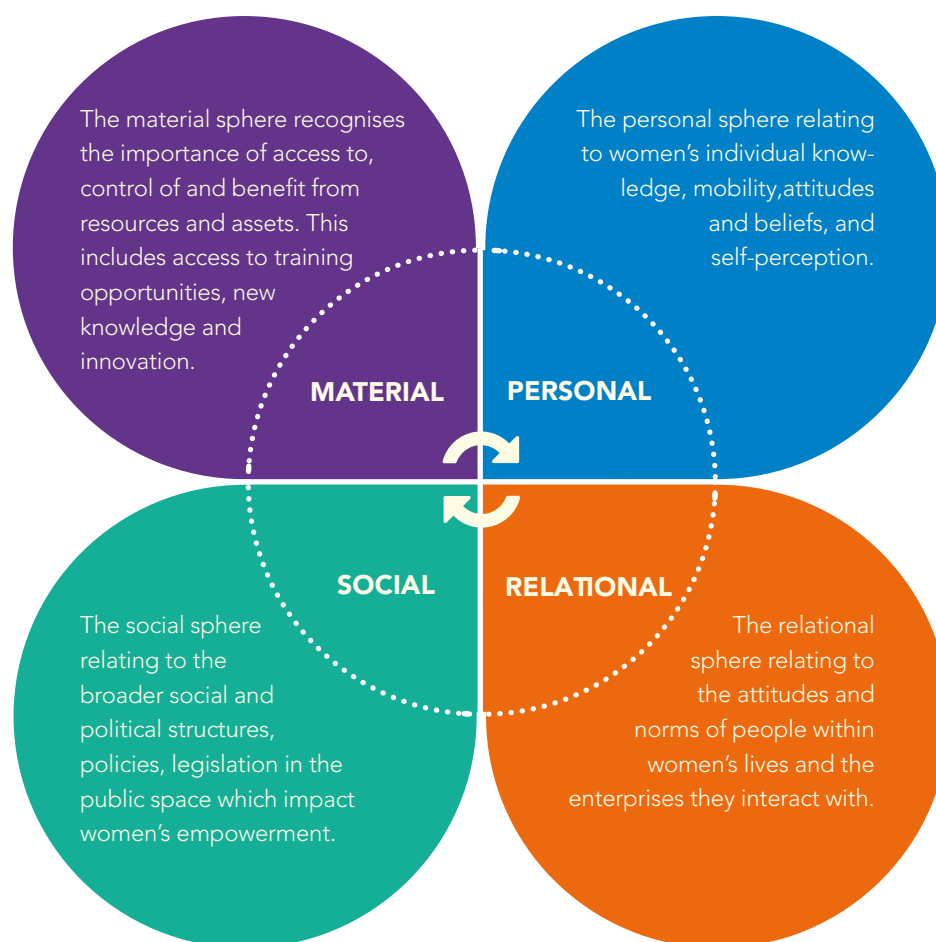 The material sphere recognises
the importance of access to,
control of and benefit from
resources and assets. This
includes access to training
opportunities, new
knowledge and
innovation.
MATERIAL
The personal sphere relating
to women's individual know-
ledge, mobility,attitudes
and beliefs, and
self-perception.
PERSONAL
SOCIAL
The social sphere
relating to the
broader social and
political structures,
policies, legislation in the
public space which impact
women's empowerment.
RELATIONAL
The relational
sphere relating to
the attitudes and
norms of people within
women's lives and the
enterprises they interact with.